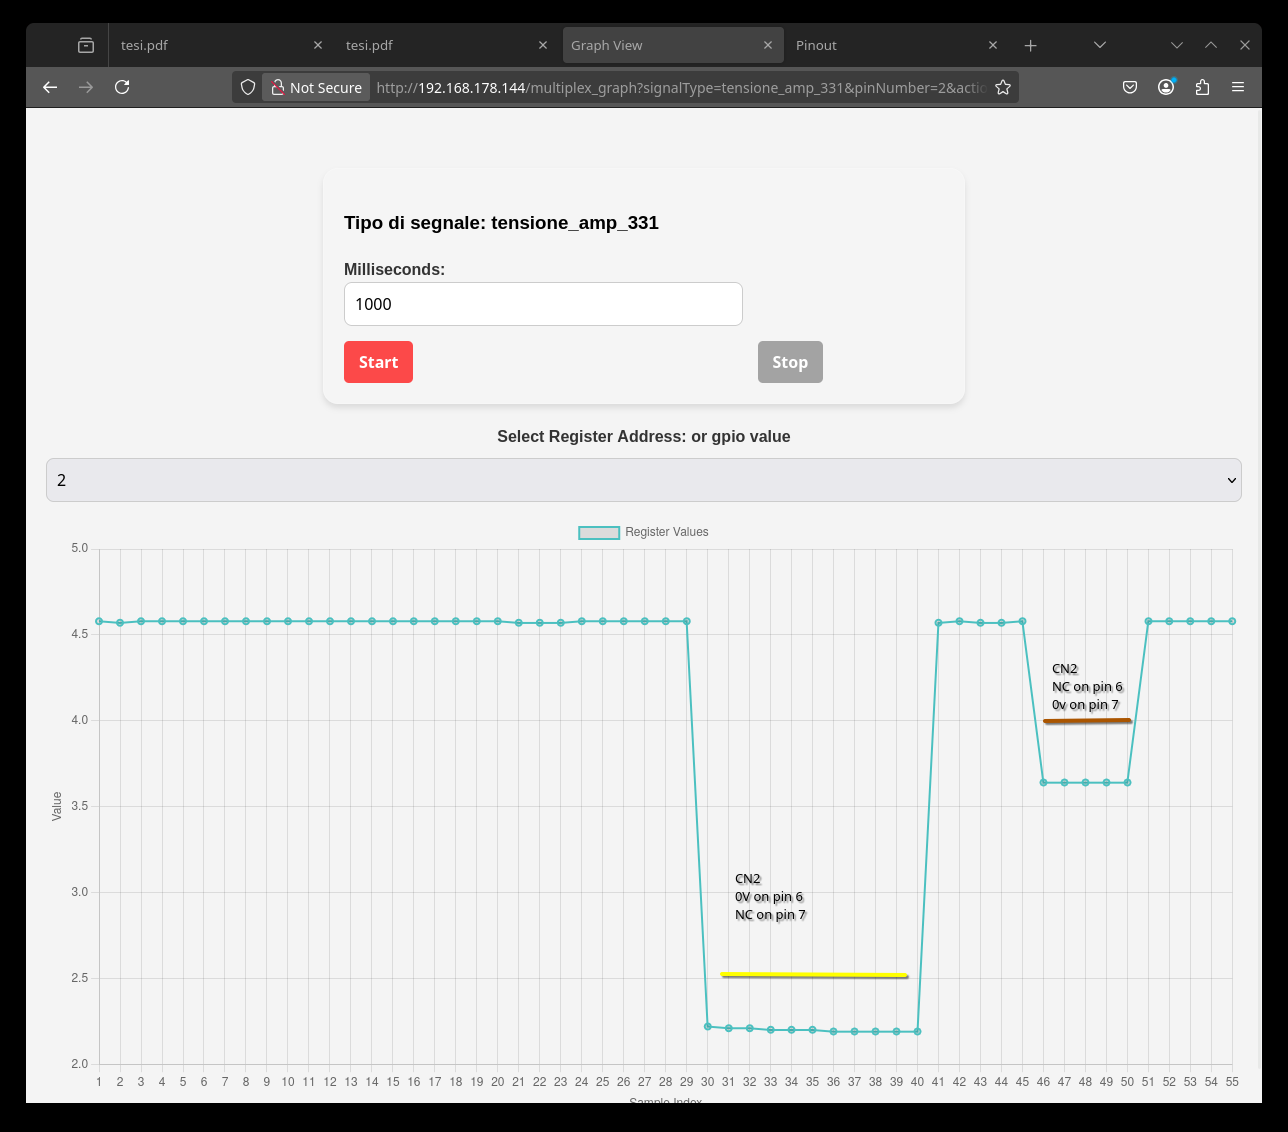 tesi.pdf
tesi.pdf
Graph View
Pinout
Not Secure
http://192.168.178.144/multiplex_graph?signalType=tensione_amp_331&pinNumber=2&actio
Tipo di segnale: tensione_amp_331
Milliseconds:
1000
Start
Stop
Select Register Address: or gpio value
2
Register Values
5.0
4.5
4.0
3.5
3.0
2.5
2.0
Value
CN2
NC on pin 6
0v on pin 7
CN2
0V on pin 6
NC on pin 7
1 2 3 4 5 6 7 8 9 10 11 12 13 14 15 16 17 18 19 20 21 22 23 24 25 26 27 28 29 30 31 32 33 34 35 36 37 38 39 40 41 42 43 44 45 46 47 48 49 50 51 52 53 54 55
Sample Index